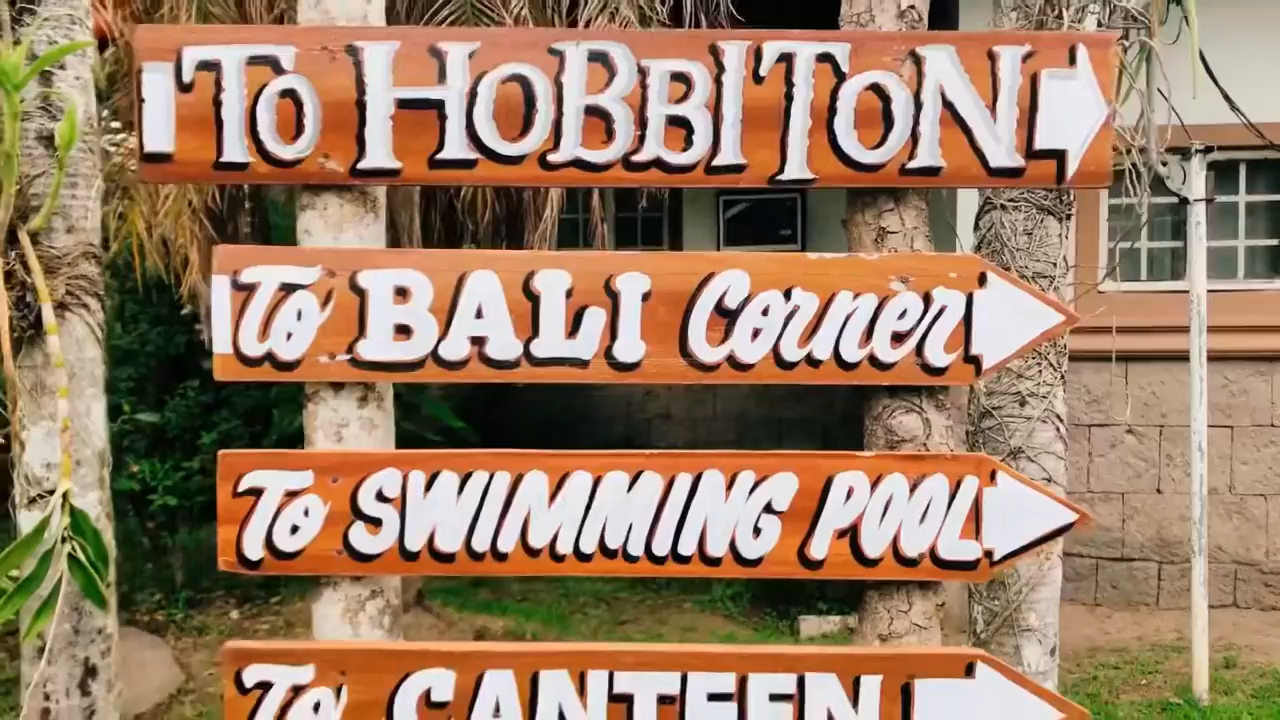 To HOBBITON
To BALI Corner
To SWIMMING POOL
To CANTEEN